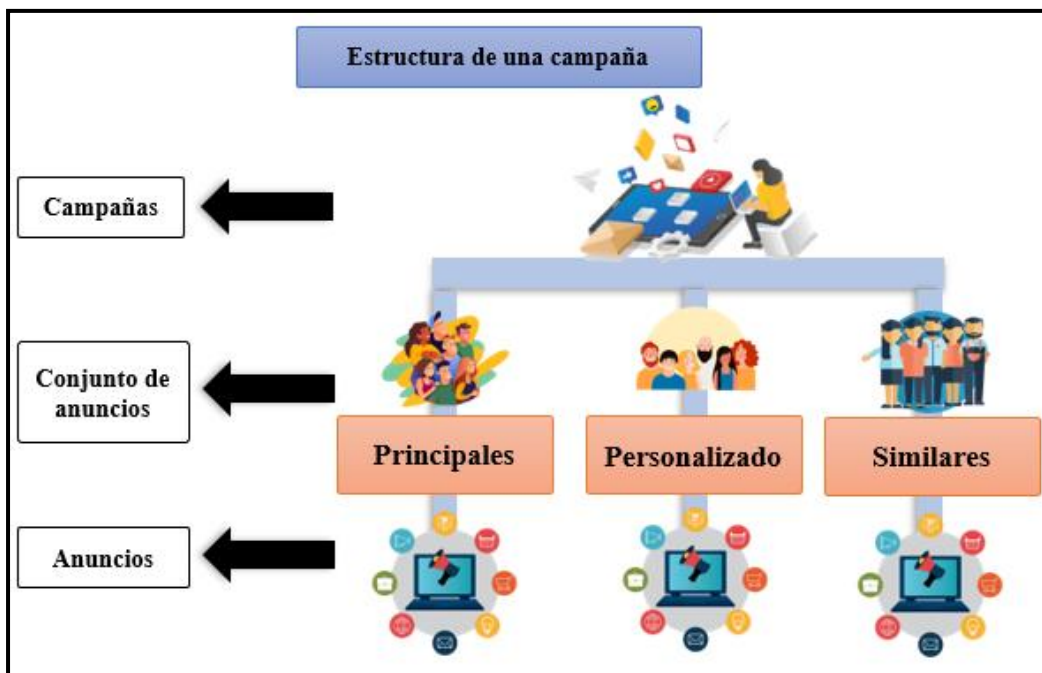 Estructura de una campaña
Campañas
Conjunto de
anuncios
Principales
Personalizado
Similares
Anuncios